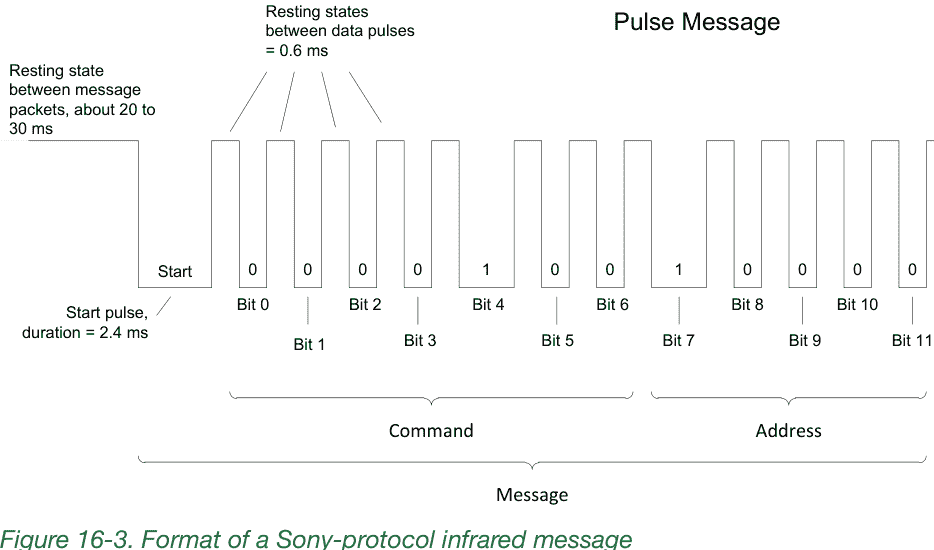 Pulse Message
Resting states
between data pulses
= 0.6 ms
Resting state
between message
packets, about 20 to
30 ms
Start
0
0
0
0
1
0
0
1
0
0
0
0
Start pulse,
duration = 2.4 ms
Bit 0
Bit 1
Bit 2
Bit 3
Bit 4
Bit 5
Bit 6
Bit 7
Bit 8
Bit 9
Bit 10
Bit 11
Command
Address
Message
Figure 16-3. Format of a Sony-protocol infrared message